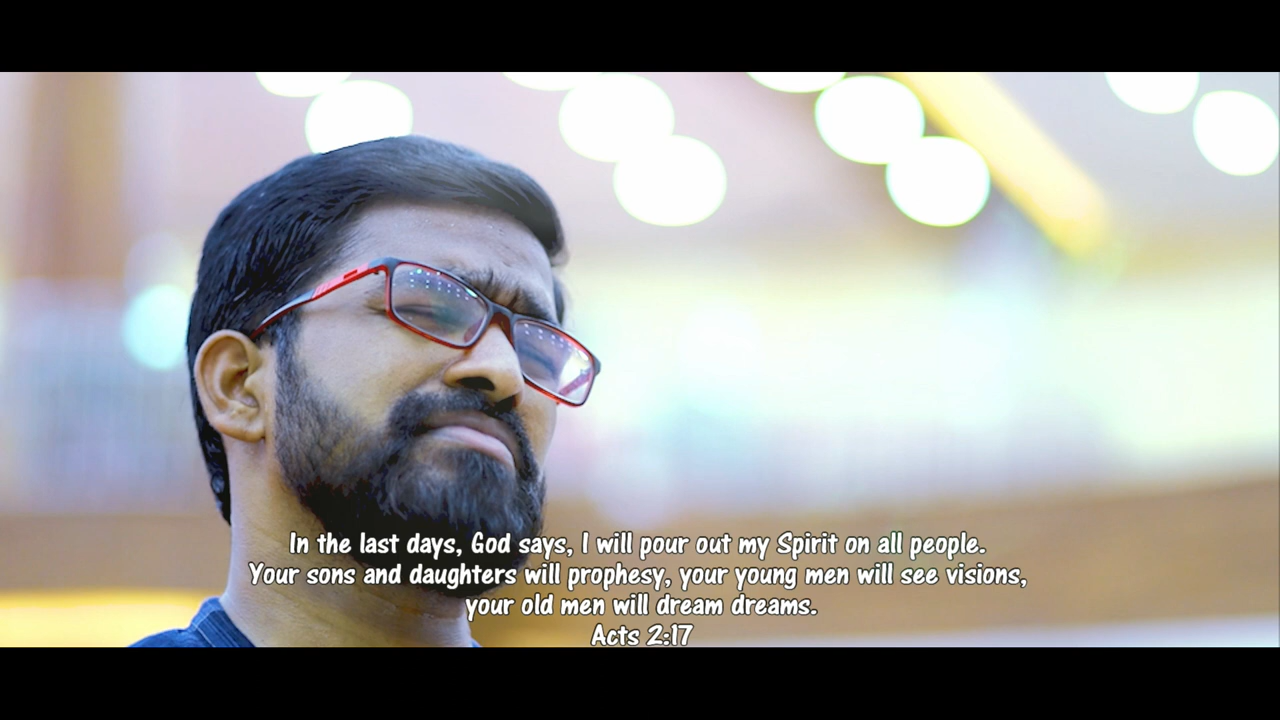 In the last days, God says, I will pour out my Spirit on all people.
Your sons and daughters will prophesy, your young men will see visions,
your old men will dream dreams.
Acts 2:17